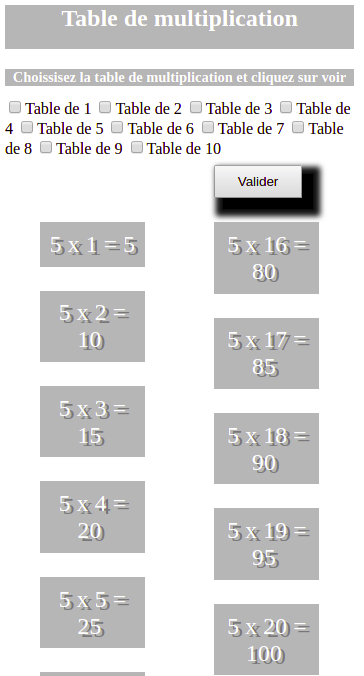 Table de multiplication
Choissisez la table de multiplication et cliquez sur voir
Table de 1 Table de 2 Table de 3 Table de
4 Table de 5 Table de 6 Table de 7 Table
de 8 Table de 9 Table de 10
Valider
5 x 1 = 5
5 x 2 =
10
5 x 3 =
15
5 x 4 =
20
5 x 5 =
25
5 x 16 =
80
5 x 17 =
85
5 x 18 =
90
5 x 19 =
95
5 x 20 =
100